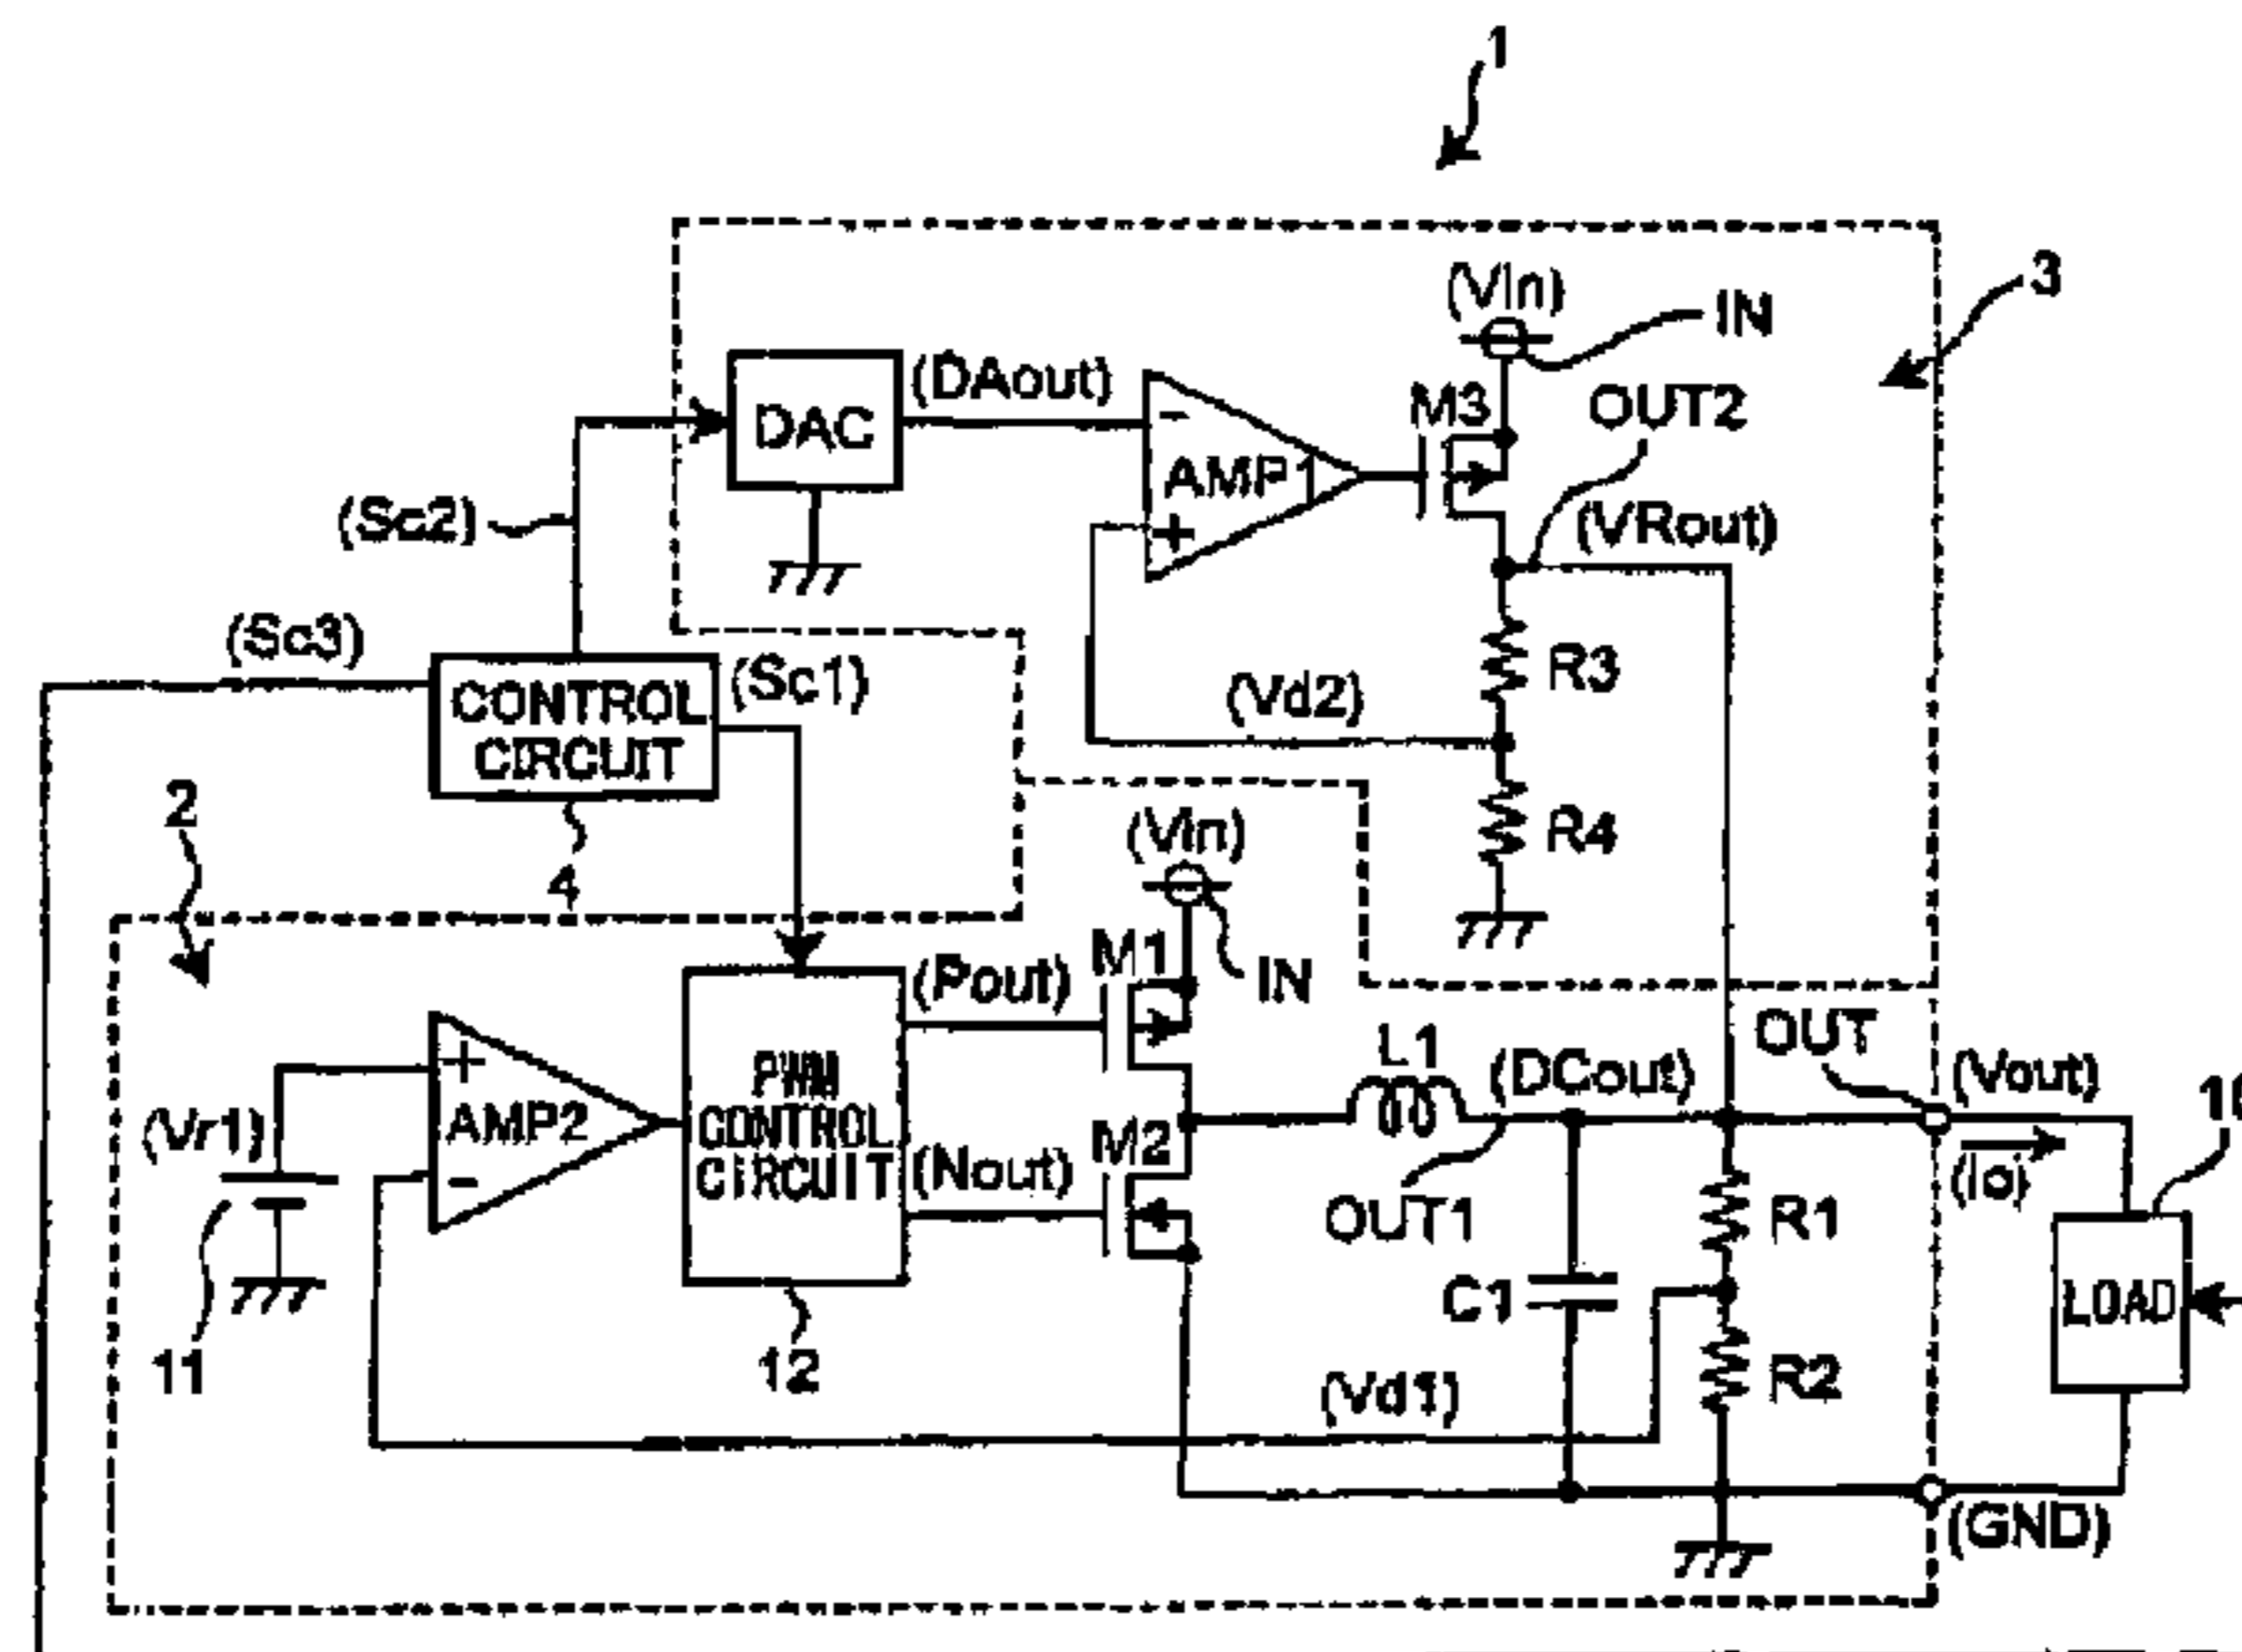 1
(Vin)
IN
3
DAC
(DAout)
-
AMP1
+
M3
OUT2
(VRout)
(Sc2)
(Sc3)
CONTROL
CIRCUIT
(Sc1)
4
(Vd2)
R3
R4
2
(Vin)
IN
M1
(Pout)
+
AMP2
-
(Vr1)
11
PWM
CONTROL
CIRCUIT
12
(Nout)
M2
L1
(DCout)
OUT1
OUT
(Vout)
(io)
10
LOAD
C1
R1
R2
(Vd1)
(GND)